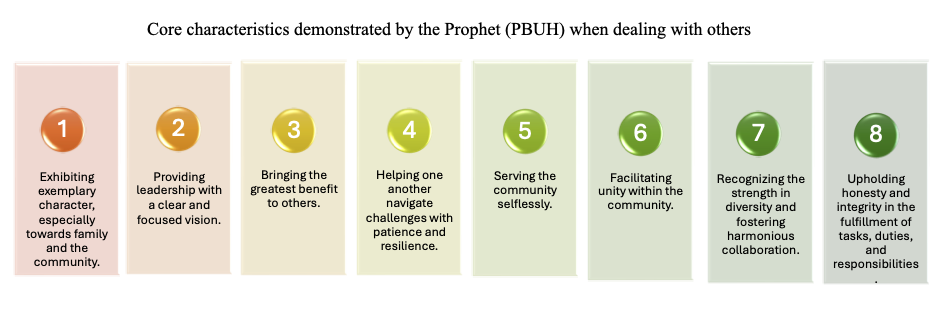 Core characteristics demonstrated by the Prophet (PBUH) when dealing with others
1
Exhibiting
exemplary
character,
especially
towards family
and the
community.
2
Providing
leadership with
a clear and
focused vision.
3
Bringing the
greatest benefit
to others.
4
Helping one
another
navigate
challenges with
patience and
resilience.
5
Serving the
community
selflessly.
6
Facilitating
unity within the
community.
7
Recognizing the
strength in
diversity and
fostering
harmonious
collaboration.
8
Upholding
honesty and
integrity in the
fulfillment of
tasks, duties,
and
responsibilities
.